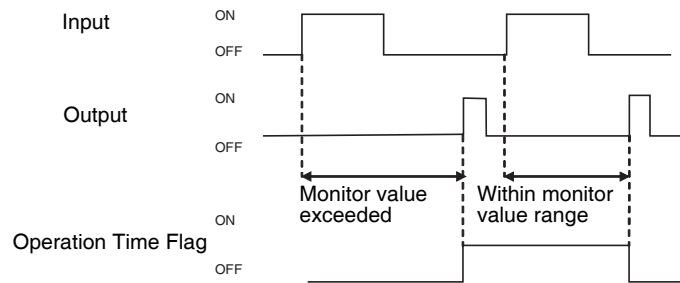 Input
ON
OFF
Output
ON
OFF
Monitor value
exceeded
Within monitor
value range
Operation Time Flag
ON
OFF